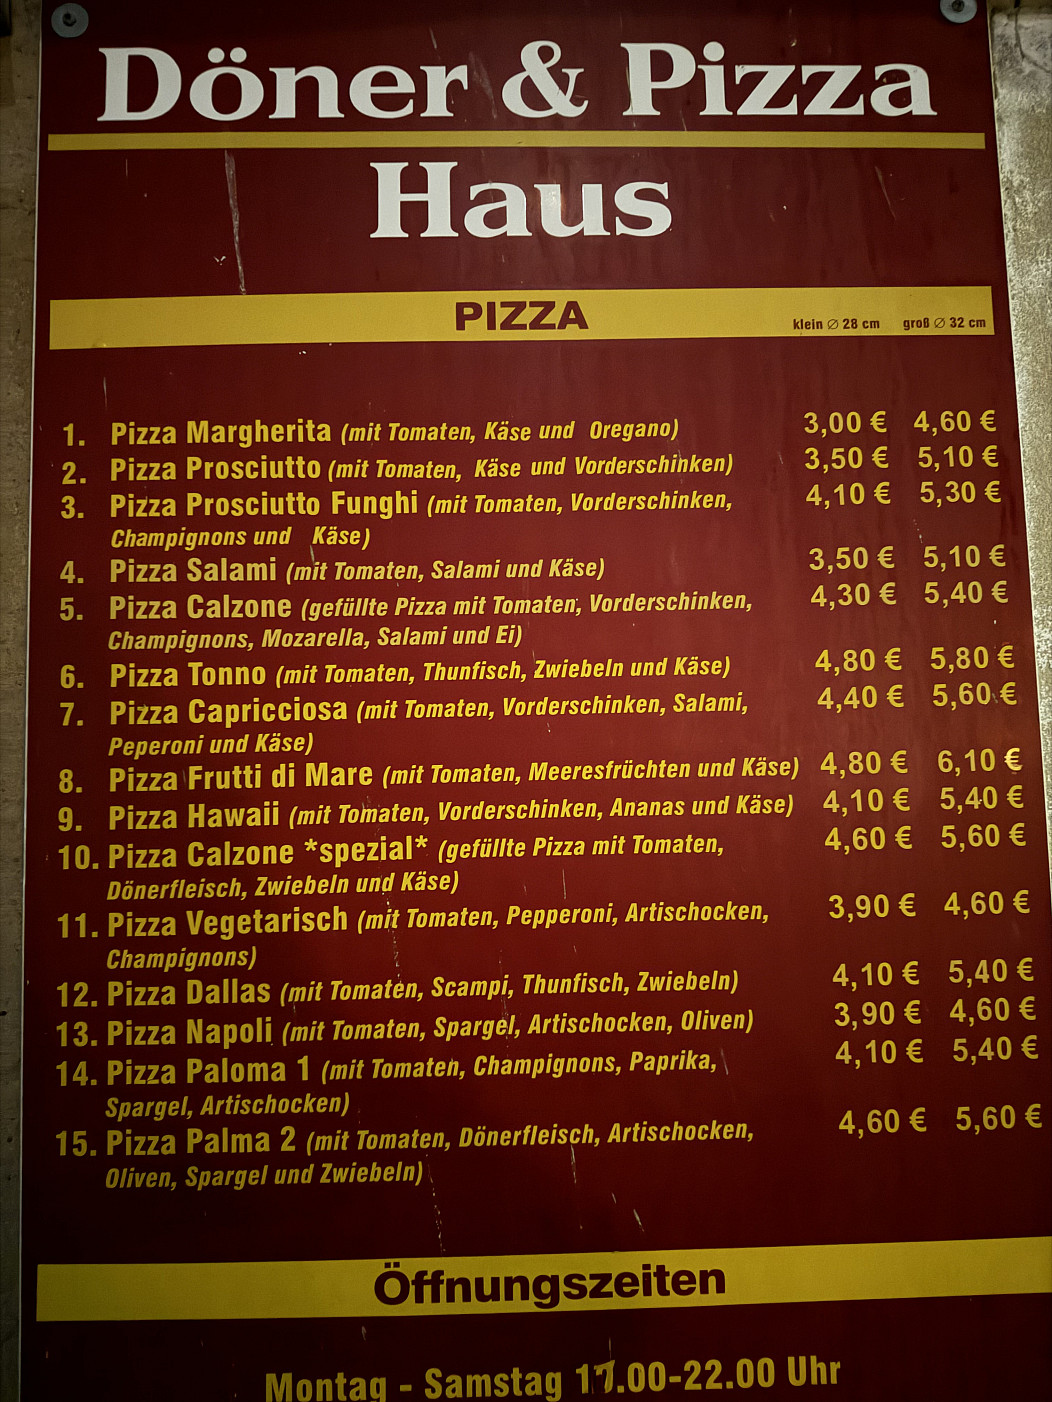 Döner & Pizza
Haus
PIZZA klein ∅ 28 cm groß ∅ 32 cm
1. Pizza Margherita (mit Tomaten, Käse und Oregano) 3,00 € 4,60 €
2. Pizza Prosciutto (mit Tomaten, Käse und Vorderschinken) 3,50 € 5,10 €
3. Pizza Prosciutto Funghi (mit Tomaten, Vorderschinken, 4,10 € 5,30 €
Champignons und Käse)
4. Pizza Salami (mit Tomaten, Salami und Käse) 3,50 € 5,10 €
5. Pizza Calzone (gefüllte Pizza mit Tomaten, Vorderschinken, 4,30 € 5,40 €
Champignons, Mozarella, Salami und Ei)
6. Pizza Tonno (mit Tomaten, Thunfisch, Zwiebeln und Käse) 4,80 € 5,80 €
7. Pizza Capricciosa (mit Tomaten, Vorderschinken, Salami, 4,40 € 5,60 €
Peperoni und Käse)
8. Pizza Frutti di Mare (mit Tomaten, Meeresfrüchten und Käse) 4,80 € 6,10 €
9. Pizza Hawaii (mit Tomaten, Vorderschinken, Ananas und Käse) 4,10 € 5,40 €
10. Pizza Calzone *spezial* (gefüllte Pizza mit Tomaten, 4,60 € 5,60 €
Dönerfleisch, Zwiebeln und Käse)
11. Pizza Vegetarisch (mit Tomaten, Pepperoni, Artischocken, 3,90 € 4,60 €
Champignons)
12. Pizza Dallas (mit Tomaten, Scampi, Thunfisch, Zwiebeln) 4,10 € 5,40 €
13. Pizza Napoli (mit Tomaten, Spargel, Artischocken, Oliven) 3,90 € 4,60 €
14. Pizza Paloma 1 (mit Tomaten, Champignons, Paprika, 4,10 € 5,40 €
Spargel, Artischocken)
15. Pizza Palma 2 (mit Tomaten, Dönerfleisch, Artischocken, 4,60 € 5,60 €
Oliven, Spargel und Zwiebeln)
Öffnungszeiten
Montag - Samstag 17.00-22.00 Uhr